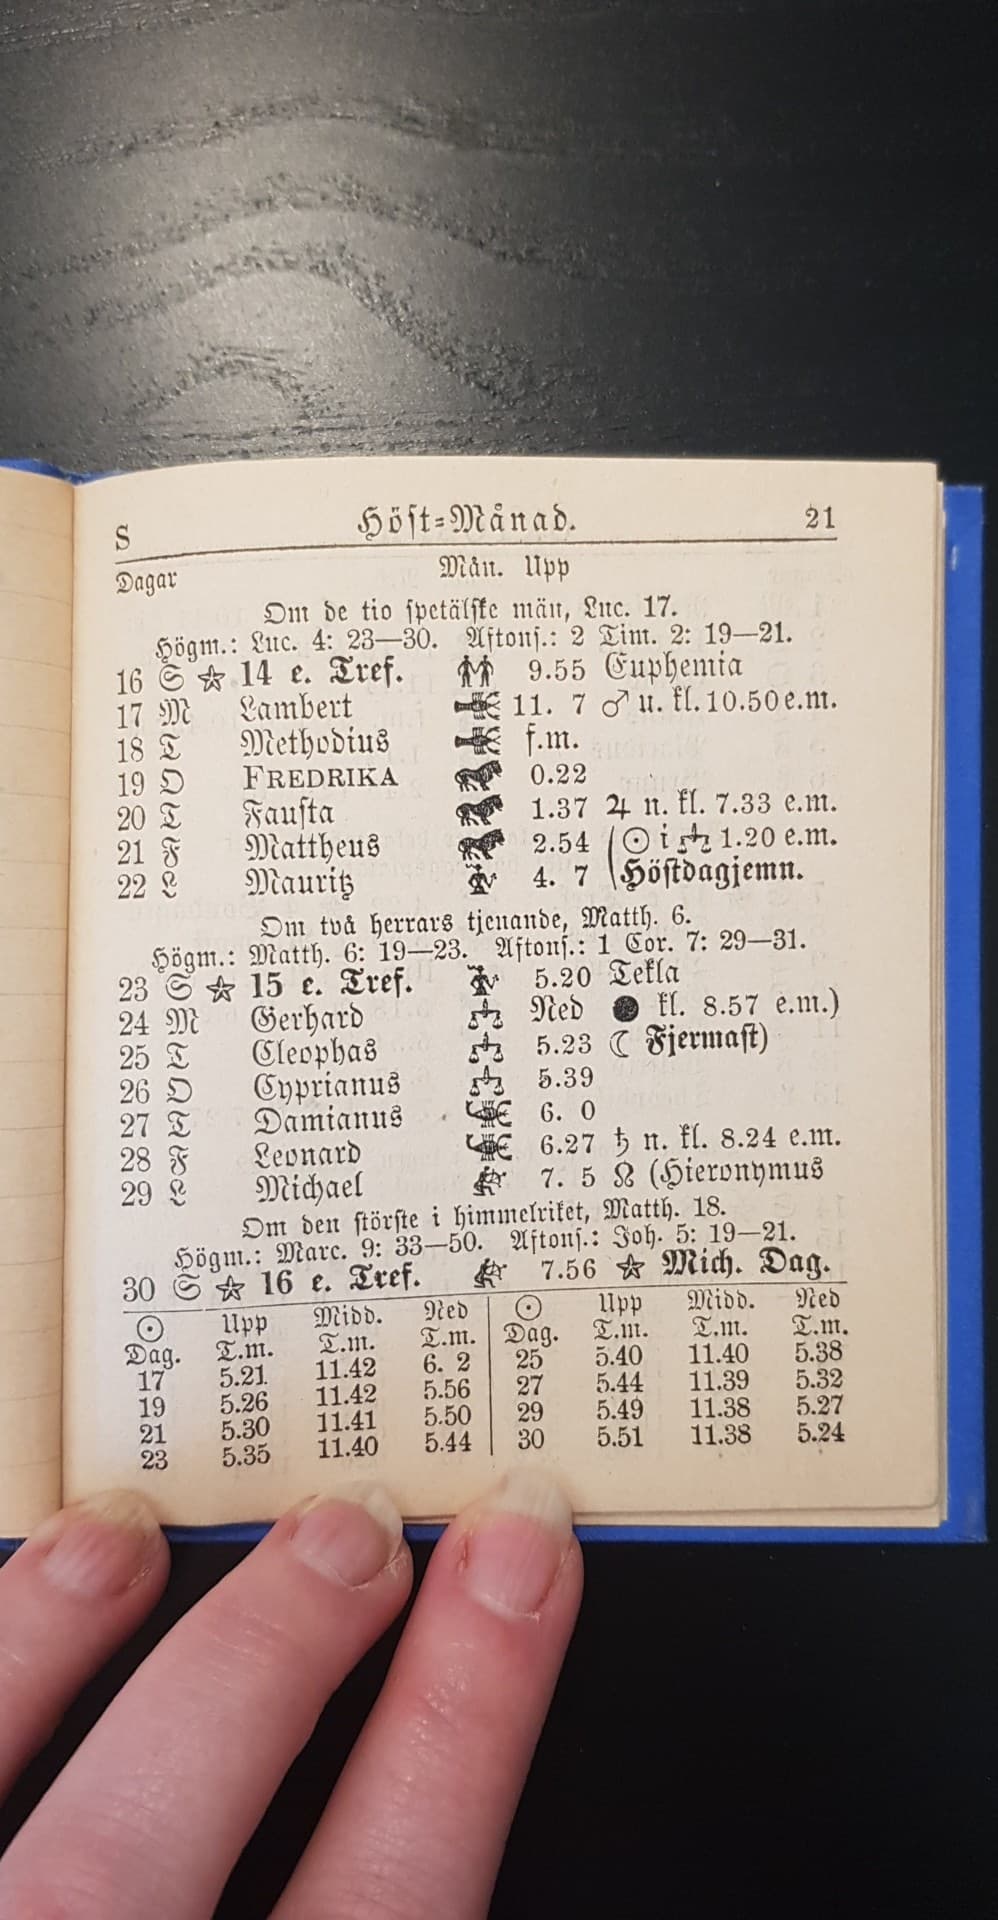 S Höst-Månad. 21
Dagar Mån. Upp
Om de tio spetälske män, Luc. 17.
Högm.: Luc. 4: 23—30. Aftons.: 2 Tim. 2: 19—21.
16 S ☆ 14 e. Tref. 9.55 Euphemia
17 M Lambert 11. 7 ♂ u. kl. 10.50 e.m.
18 T Methodius f.m.
19 O FREDRIKA 0.22
20 T Fausta 1.37 ♃ n. kl. 7.33 e.m.
21 F Mattheus 2.54 (☉ i ♎ 1.20 e.m.
22 L Mauritz 4. 7 (Höstdagjemn.
Om två herrars tjenande, Matth. 6.
Högm.: Matth. 6: 19—23. Aftons.: 1 Cor. 7: 29—31.
23 S ☆ 15 e. Tref. 5.20 Tekla
24 M Gerhard Ned ● kl. 8.57 e.m.)
25 T Cleophas 5.23 ☾ Fjermast)
26 O Cyprianus 5.39
27 T Damianus 6. 0
28 F Leonard 6.27 ♄ n. kl. 8.24 e.m.
29 L Michael 7. 5 ☊ (Hieronymus
Om den störste i himmelriket, Matth. 18.
Högm.: Marc. 9: 33—50. Aftons.: Joh. 5: 19—21.
30 S ☆ 16 e. Tref. 7.56 ☆ Mich. Dag.
☉ Upp Midd. Ned ☉ Upp Midd. Ned
Dag. T.m. T.m. T.m. Dag. T.m. T.m. T.m.
17 5.21 11.42 6. 2 25 5.40 11.40 5.38
19 5.26 11.42 5.56 27 5.44 11.39 5.32
21 5.30 11.41 5.50 29 5.49 11.38 5.27
23 5.35 11.40 5.44 30 5.51 11.38 5.24